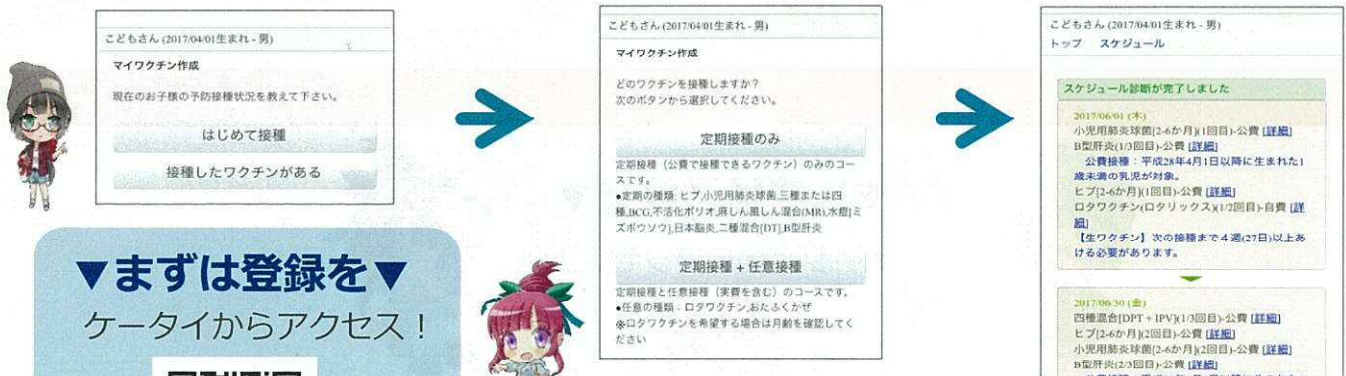 こどもさん (2017/04/01生まれ - 男)
マイワクチン作成
現在のお子様の予防接種状況を教えて下さい。
はじめて接種
接種したワクチンがある
▼まずは登録を▼
ケータイからアクセス！
こどもさん (2017/04/01生まれ - 男)
マイワクチン作成
どのワクチンを接種しますか?
次のボタンから選択してください。
定期接種のみ
定期接種（公費で接種できるワクチン）のみのコー
スです。
●定期の種類: ヒブ,小児用肺炎球菌,三種または四
種,BCG,不活化ポリオ,麻しん風しん混合(MR),水痘[ミ
ズボウソウ],日本脳炎,二種混合[DT],B型肝炎
定期接種 + 任意接種
定期接種と任意接種（実費を含む）のコースです。
●任意の種類 - ロタワクチン,おたふくかぜ
※ロタワクチンを希望する場合は月齢を確認してく
ださい
こどもさん (2017/04/01生まれ - 男)
トップ スケジュール
スケジュール診断が完了しました
2017/06/01 (木)
小児用肺炎球菌[2-6か月](1回目)-公費 [詳細]
B型肝炎(1/3回目)-公費 [詳細]
公費接種：平成28年4月1日以降に生まれた1
歳未満の乳児が対象。
ヒブ[2-6か月](1回目)-公費 [詳細]
ロタワクチン(ロタリックス)(1/2回目)-自費 [詳
細]
【生ワクチン】次の接種まで４週(27日)以上あ
ける必要があります。
2017/06/30 (金)
四種混合[DPT + IPV](1/3回目)-公費 [詳細]
ヒブ[2-6か月](2回目)-公費 [詳細]
小児用肺炎球菌[2-6か月](2回目)-公費 [詳細]
B型肝炎(2/3回目)-公費 [詳細]